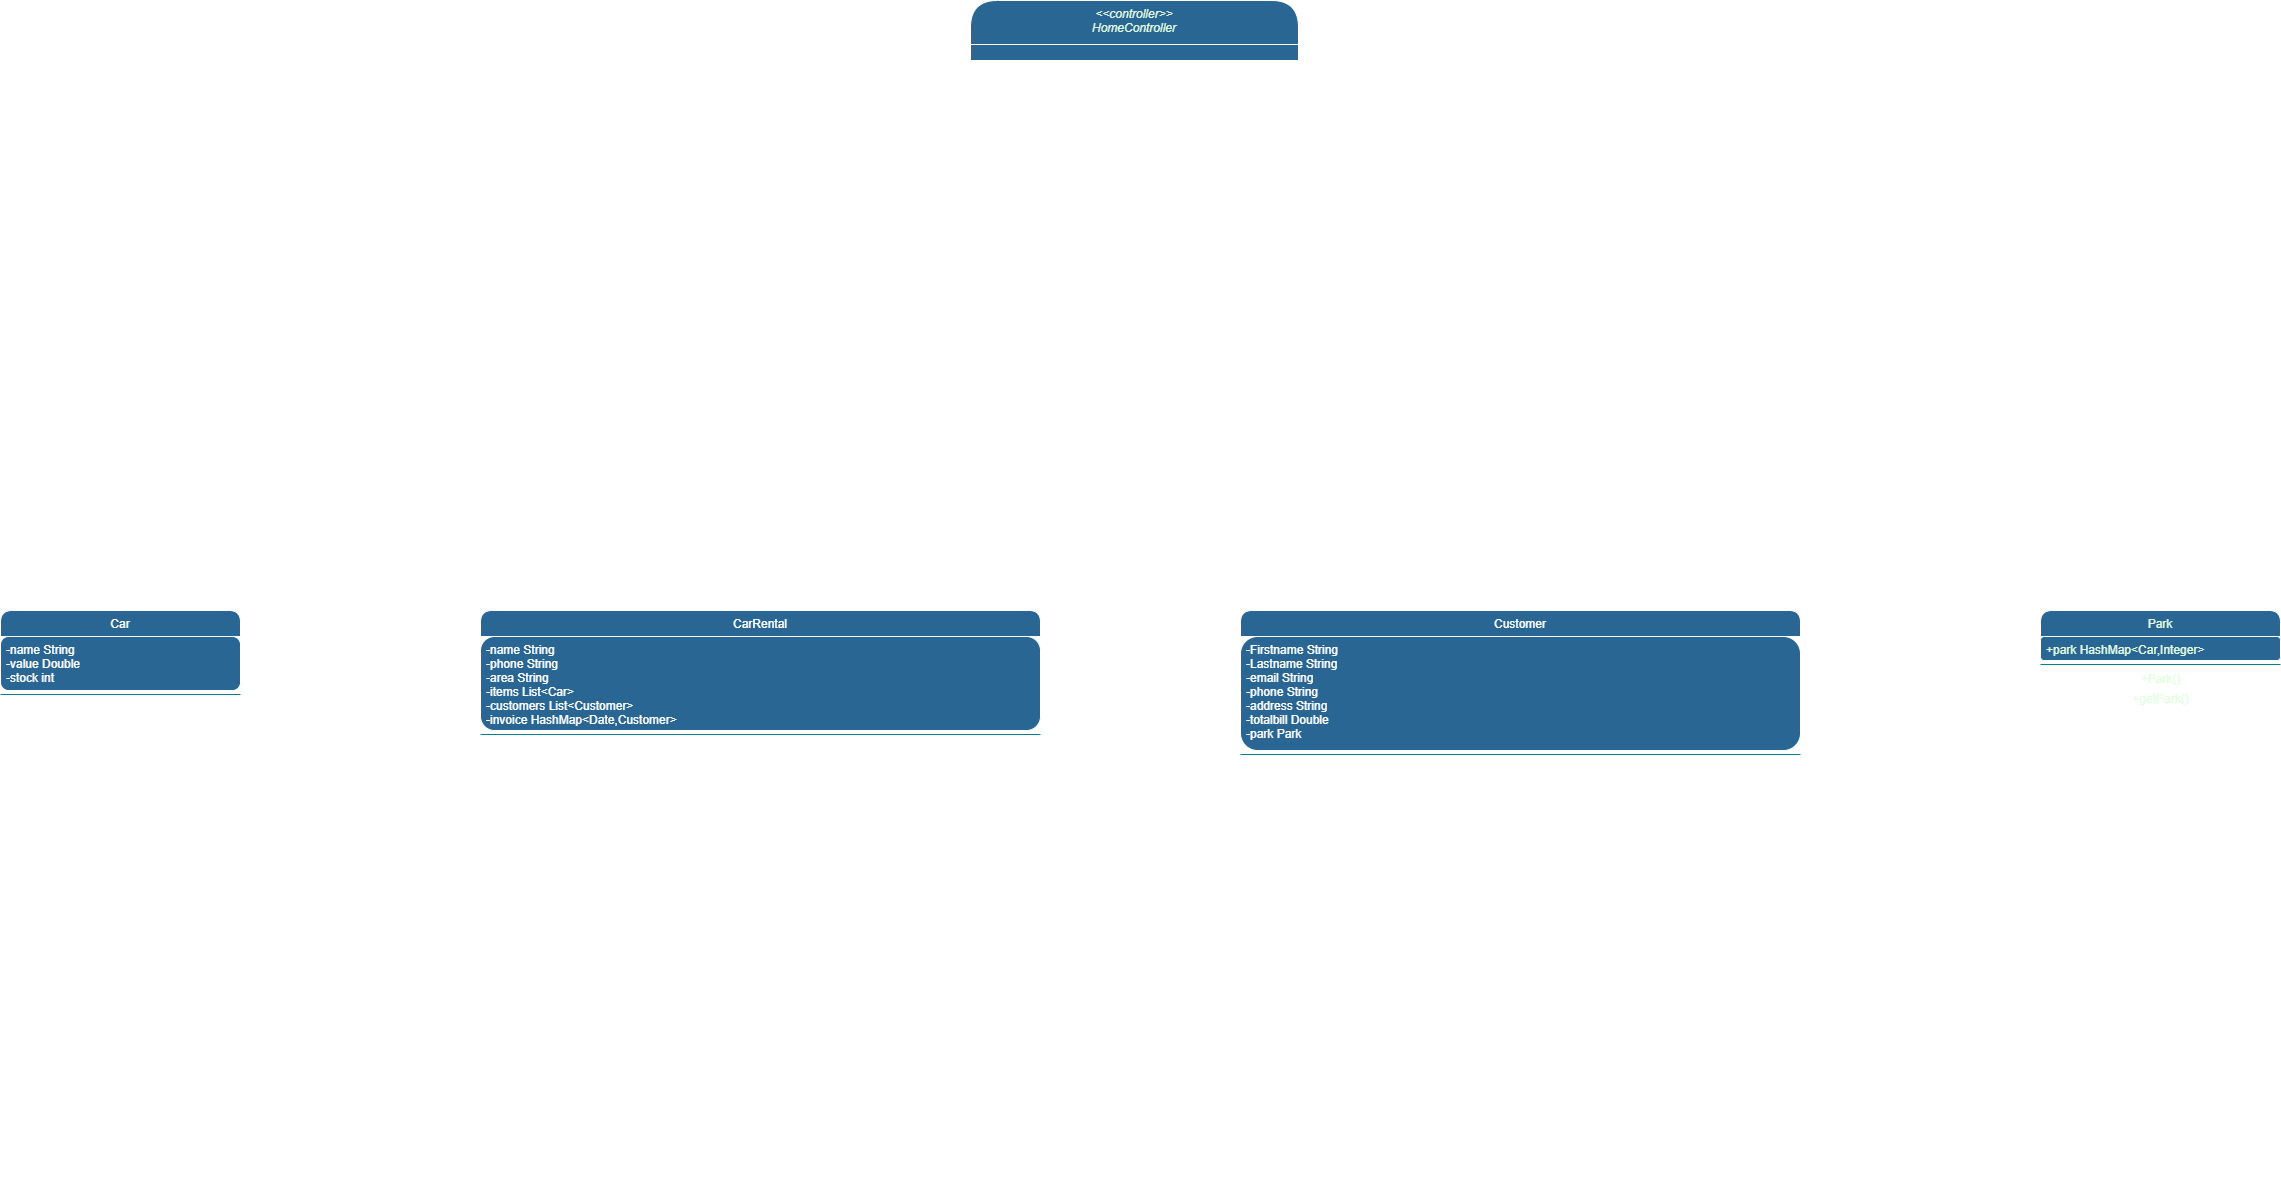 <<controller>>
HomeController
Car
-name String
-value Double
-stock int
CarRental
-name String
-phone String
-area String
-items List<Car>
-customers List<Customer>
-invoice HashMap<Date,Customer>
Customer
-Firstname String
-Lastname String
-email String
-phone String
-address String
-totalbill Double
-park Park
Park
+park HashMap<Car,Integer>
+Park()
+getPark()